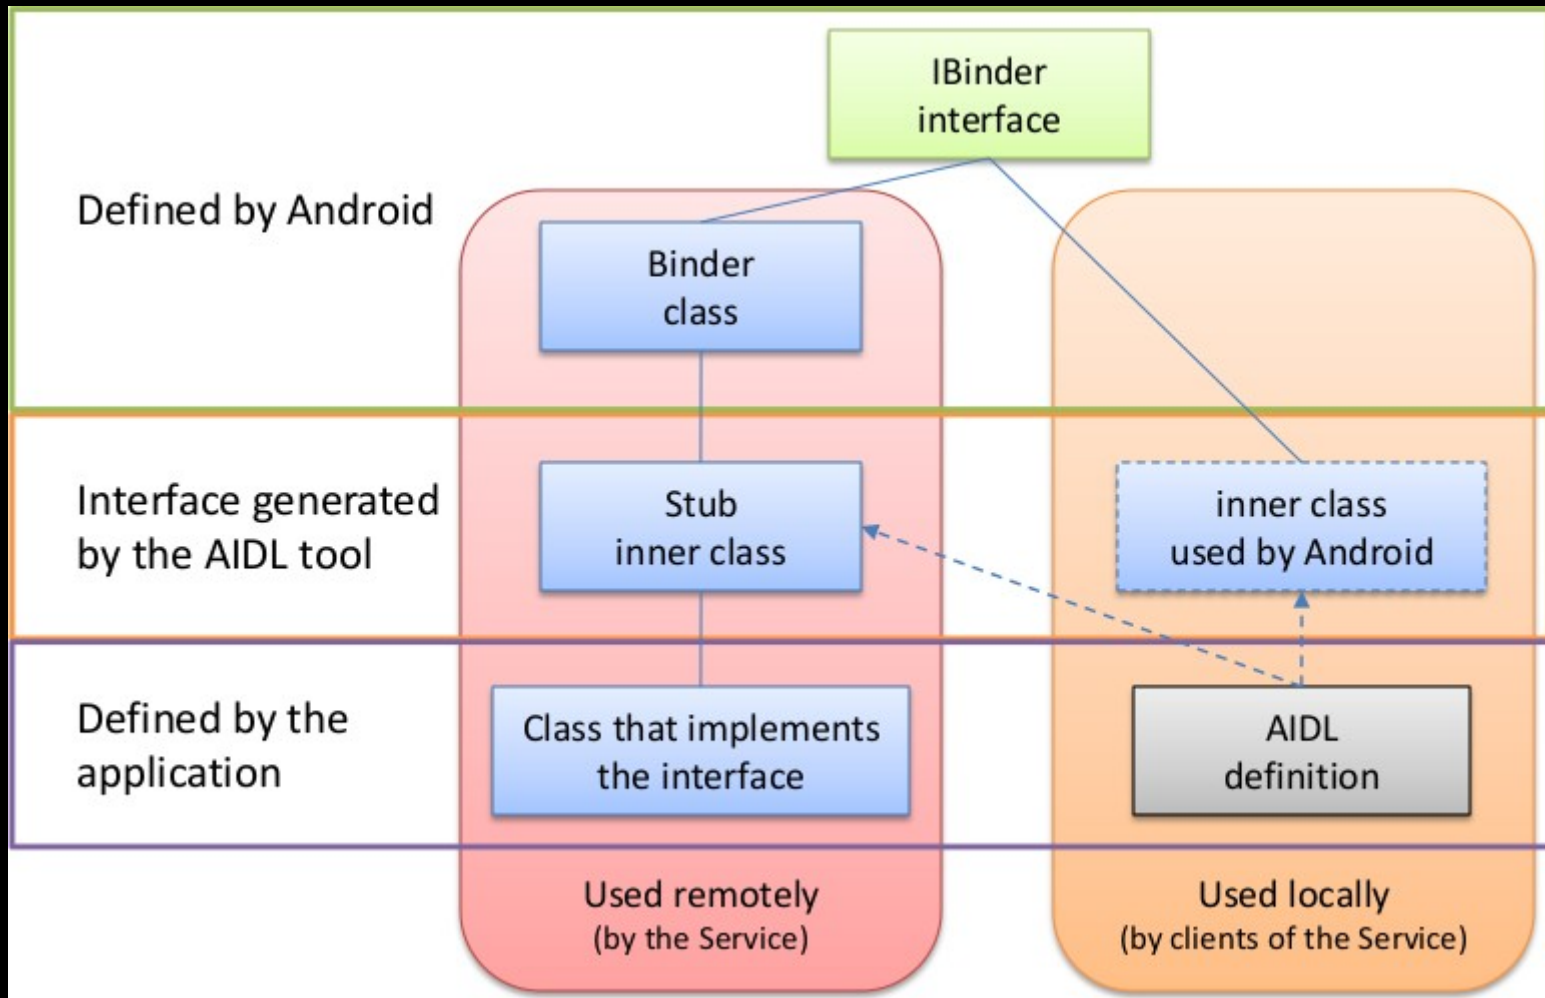 IBinder
interface
Defined by Android
Binder
class
Interface generated
by the AIDL tool
Stub
inner class
inner class
used by Android
Defined by the
application
Class that implements
the interface
AIDL
definition
Used remotely
(by the Service)
Used locally
(by clients of the Service)